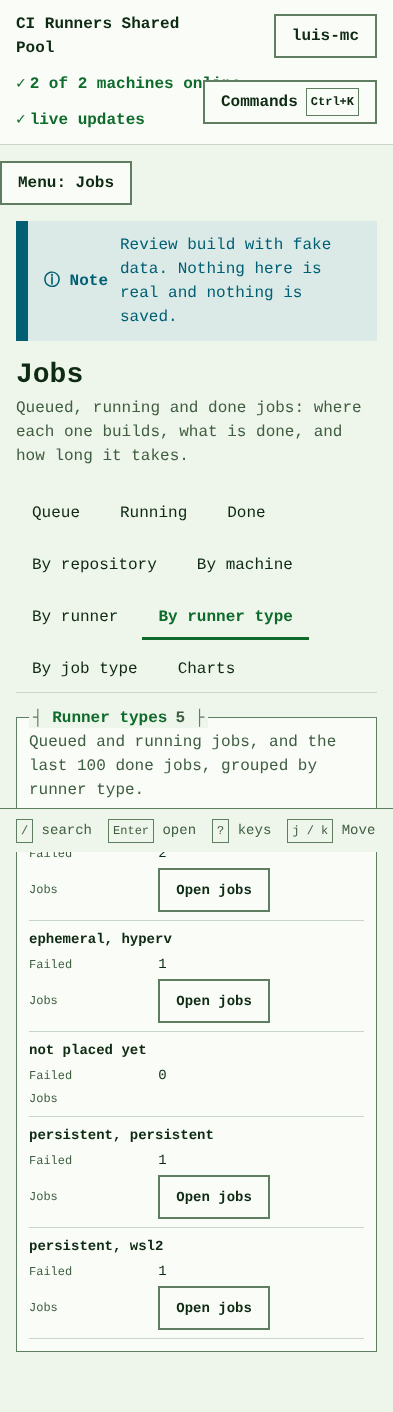 CI Runners Shared
Pool
luis-mc
✓ 2 of 2 machines online
Commands Ctrl+K
✓ live updates
Menu: Jobs
ⓘ Note
Review build with fake
data. Nothing here is
real and nothing is
saved.
Jobs
Queued, running and done jobs: where
each one builds, what is done, and
how long it takes.
Queue Running Done
By repository By machine
By runner By runner type
By job type Charts
Runner types 5
Queued and running jobs, and the
last 100 done jobs, grouped by
runner type.
/ search Enter open ? keys j / k Move
Failed 2
Jobs Open jobs
ephemeral, hyperv
Failed 1
Jobs Open jobs
not placed yet
Failed 0
Jobs
persistent, persistent
Failed 1
Jobs Open jobs
persistent, wsl2
Failed 1
Jobs Open jobs